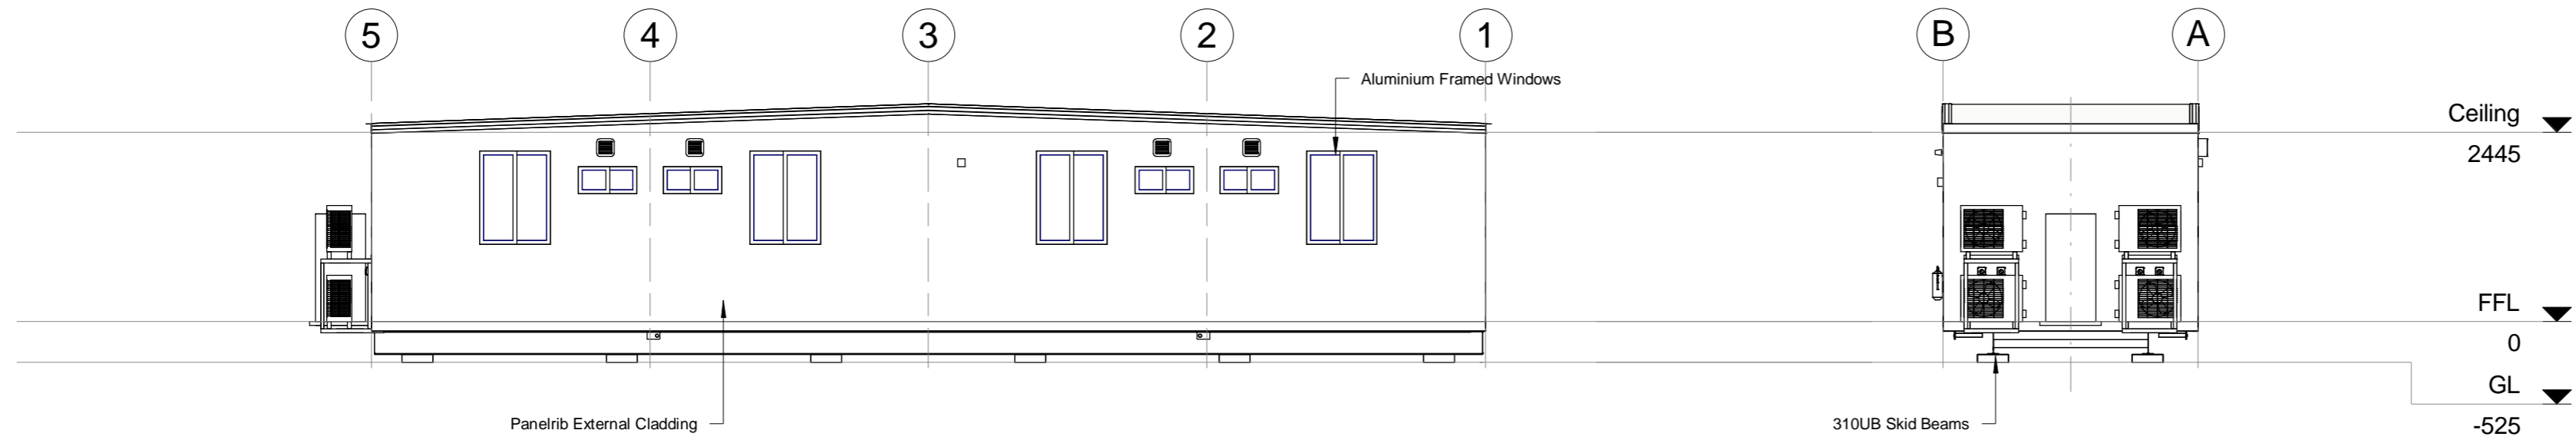 5
4
3
2
1
B
A
Aluminium Framed Windows
Ceiling
2445
FFL
0
GL
-525
Panelrib External Cladding
310UB Skid Beams